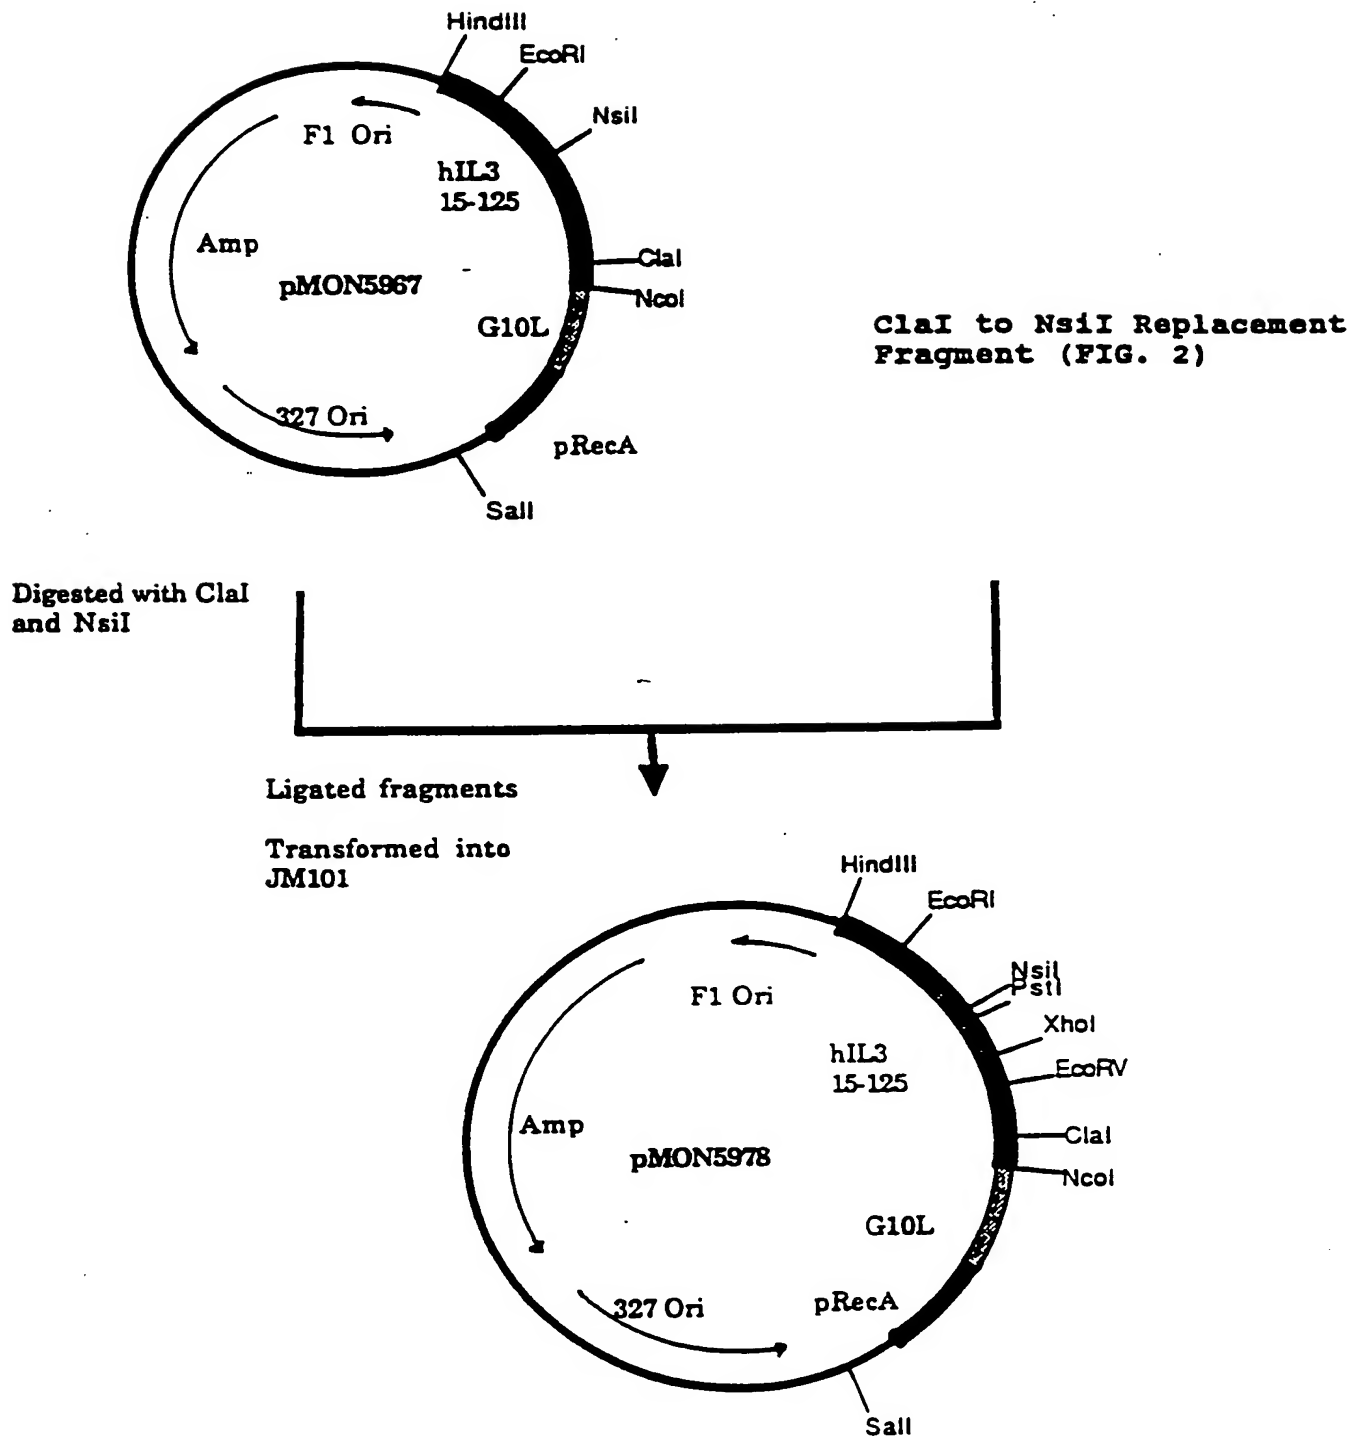 HindIII
EcoRI
NsiI
F1 Ori
hIL3
15-125
Amp
pMON5967
ClaI
NcoI
G10L
327 Ori
pRecA
SalI
ClaI to NsiI Replacement
Fragment (FIG. 2)
Digested with ClaI
and NsiI
Ligated fragments
Transformed into
JM101
HindIII
EcoRI
NsiI
PstI
XhoI
F1 Ori
hIL3
15-125
EcoRV
Amp
ClaI
pMON5978
NcoI
G10L
327 Ori
pRecA
SalI